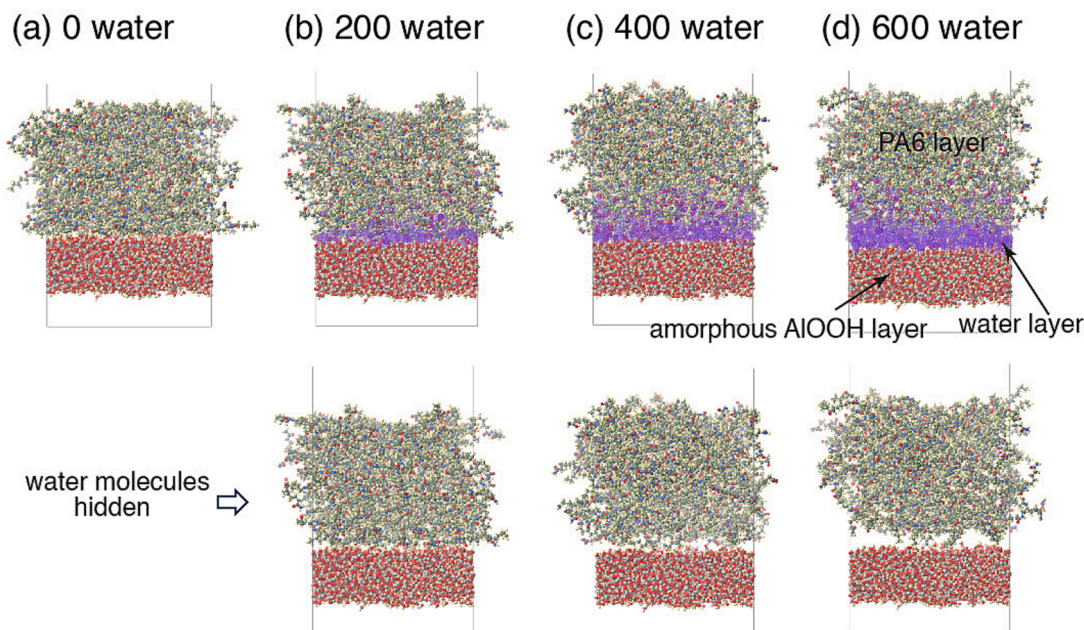 (a) 0 water
(b) 200 water
(c) 400 water
(d) 600 water
PA6 layer
amorphous AlOOH layer
water layer
water molecules
hidden